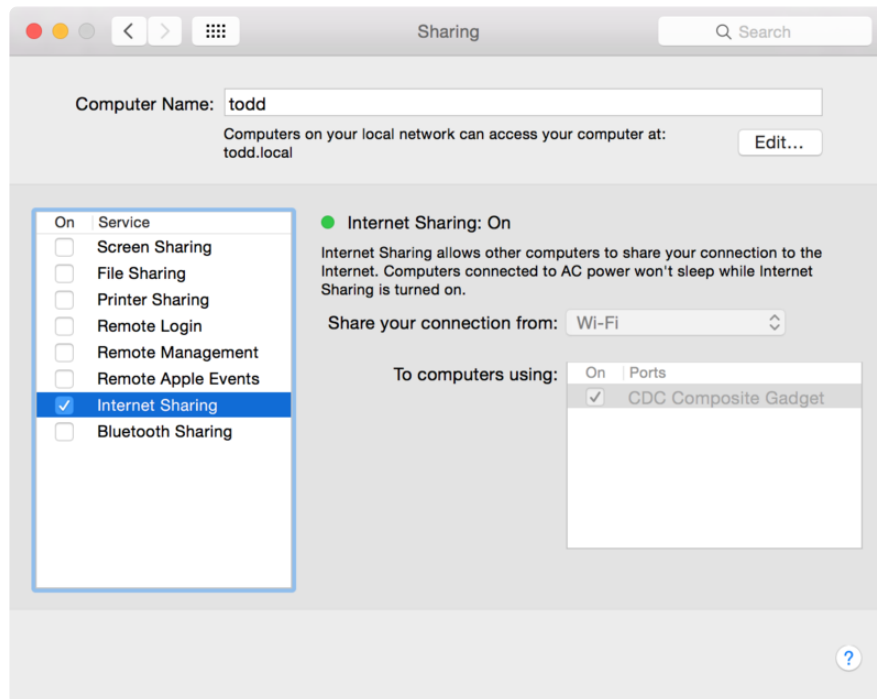 Sharing
Search
Computer Name: todd
Computers on your local network can access your computer at:
todd.local
Edit...
On Service
Screen Sharing
File Sharing
Printer Sharing
Remote Login
Remote Management
Remote Apple Events
Internet Sharing
Bluetooth Sharing
Internet Sharing: On
Internet Sharing allows other computers to share your connection to the
Internet. Computers connected to AC power won't sleep while Internet
Sharing is turned on.
Share your connection from: Wi-Fi
To computers using:
On Ports
CDC Composite Gadget
?